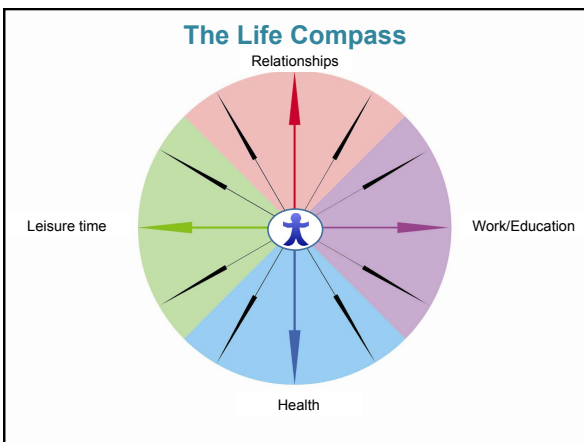 The Life Compass
Relationships
Leisure time
Work/Education
Health